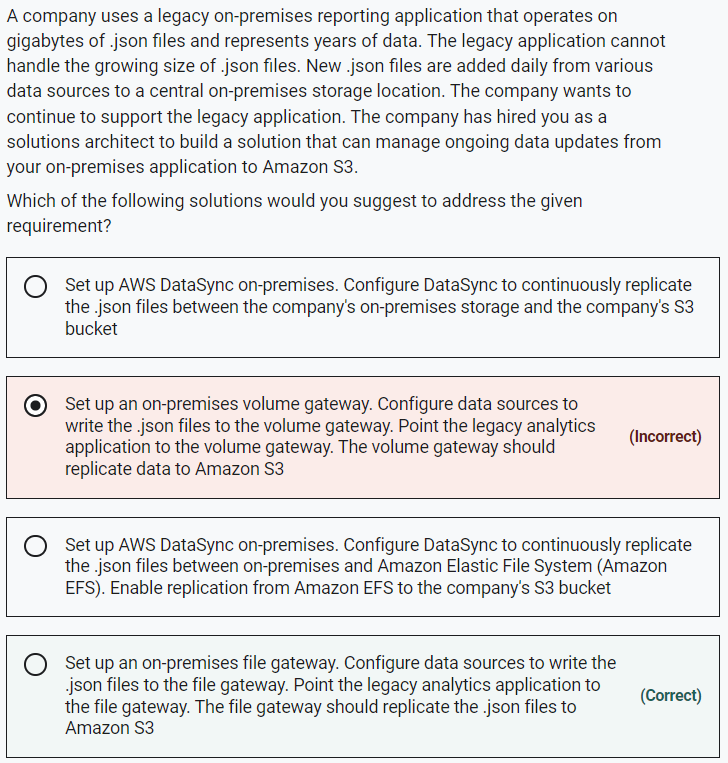 A company uses a legacy on-premises reporting application that operates on
gigabytes of .json files and represents years of data. The legacy application cannot
handle the growing size of .json files. New .json files are added daily from various
data sources to a central on-premises storage location. The company wants to
continue to support the legacy application. The company has hired you as a
solutions architect to build a solution that can manage ongoing data updates from
your on-premises application to Amazon S3.
Which of the following solutions would you suggest to address the given
requirement?
Set up AWS DataSync on-premises. Configure DataSync to continuously replicate
the .json files between the company's on-premises storage and the company's S3
bucket
Set up an on-premises volume gateway. Configure data sources to
write the .json files to the volume gateway. Point the legacy analytics
application to the volume gateway. The volume gateway should
replicate data to Amazon S3
(Incorrect)
Set up AWS DataSync on-premises. Configure DataSync to continuously replicate
the .json files between on-premises and Amazon Elastic File System (Amazon
EFS). Enable replication from Amazon EFS to the company's S3 bucket
Set up an on-premises file gateway. Configure data sources to write the
.json files to the file gateway. Point the legacy analytics application to
the file gateway. The file gateway should replicate the .json files to
Amazon S3
(Correct)